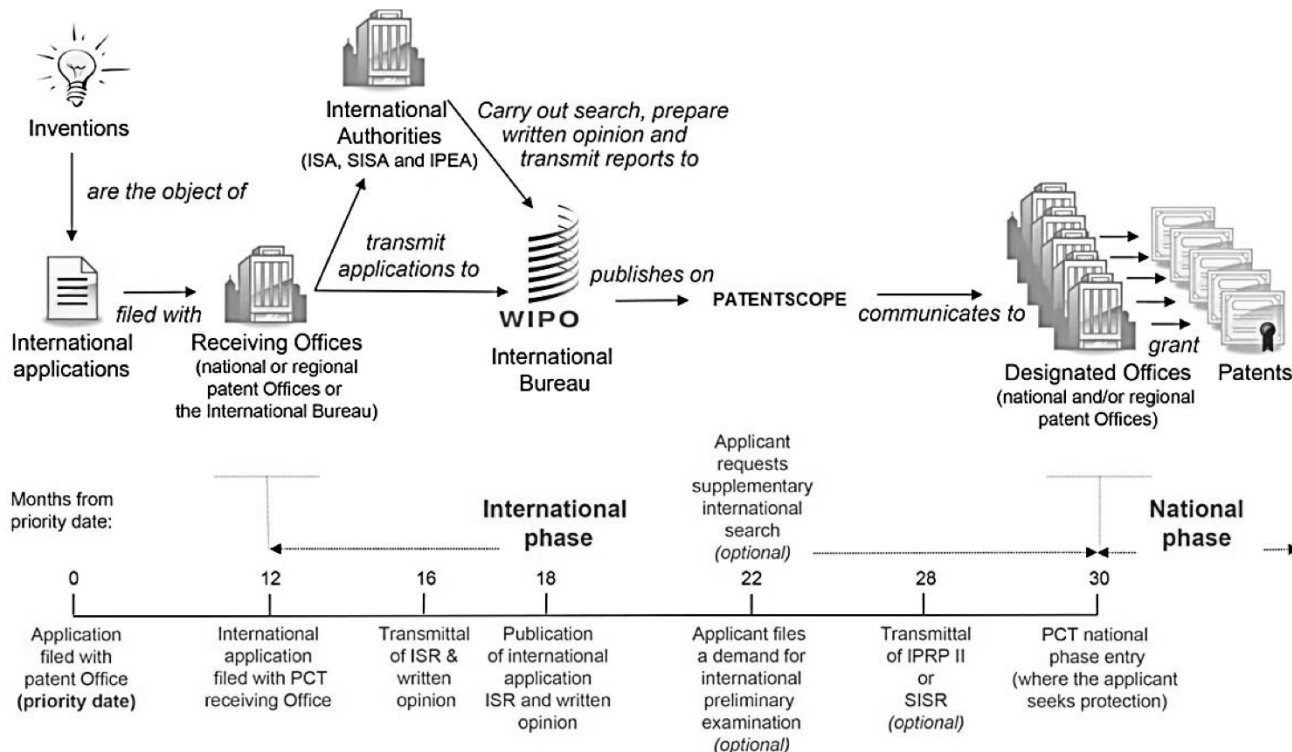 Inventions
are the object of
International
applications
filed with
Receiving Offices
(national or regional
patent Offices or
the International Bureau)
International
Authorities
(ISA, SISA and IPEA)
transmit
applications to
Carry out search, prepare
written opinion and
transmit reports to
WIPO
International
Bureau
publishes on
PATENTSCOPE
communicates to
Designated Offices
(national and/or regional
patent Offices)
grant
Patents
Months from
priority date:
International
phase
Applicant
requests
supplementary
international
search
(optional)
National
phase
0
12
16
18
22
28
30
Application
filed with
patent Office
(priority date)
International
application
filed with PCT
receiving Office
Transmittal
of ISR &
written
opinion
Publication
of international
application
ISR and written
opinion
Applicant files
a demand for
international
preliminary
examination
(optional)
Transmittal
of IPRP II
or
SISR
(optional)
PCT national
phase entry
(where the applicant
seeks protection)